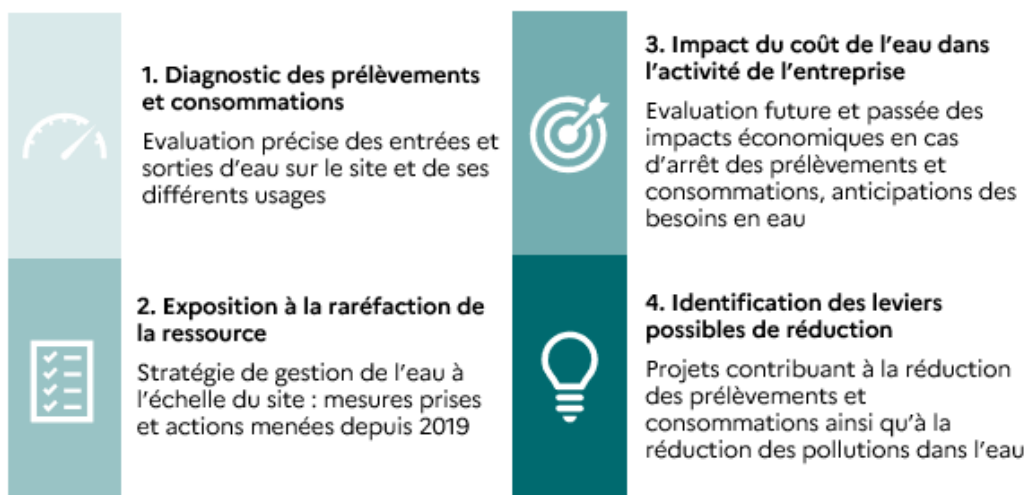 1. Diagnostic des prélèvements
et consommations
Evaluation précise des entrées et
sorties d'eau sur le site et de ses
différents usages
2. Exposition à la raréfaction de
la ressource
Stratégie de gestion de l'eau à
l'échelle du site : mesures prises
et actions menées depuis 2019
3. Impact du coût de l'eau dans
l'activité de l'entreprise
Evaluation future et passée des
impacts économiques en cas
d'arrêt des prélèvements et
consommations, anticipations des
besoins en eau
4. Identification des leviers
possibles de réduction
Projets contribuant à la réduction
des prélèvements et
consommations ainsi qu'à la
réduction des pollutions dans l'eau